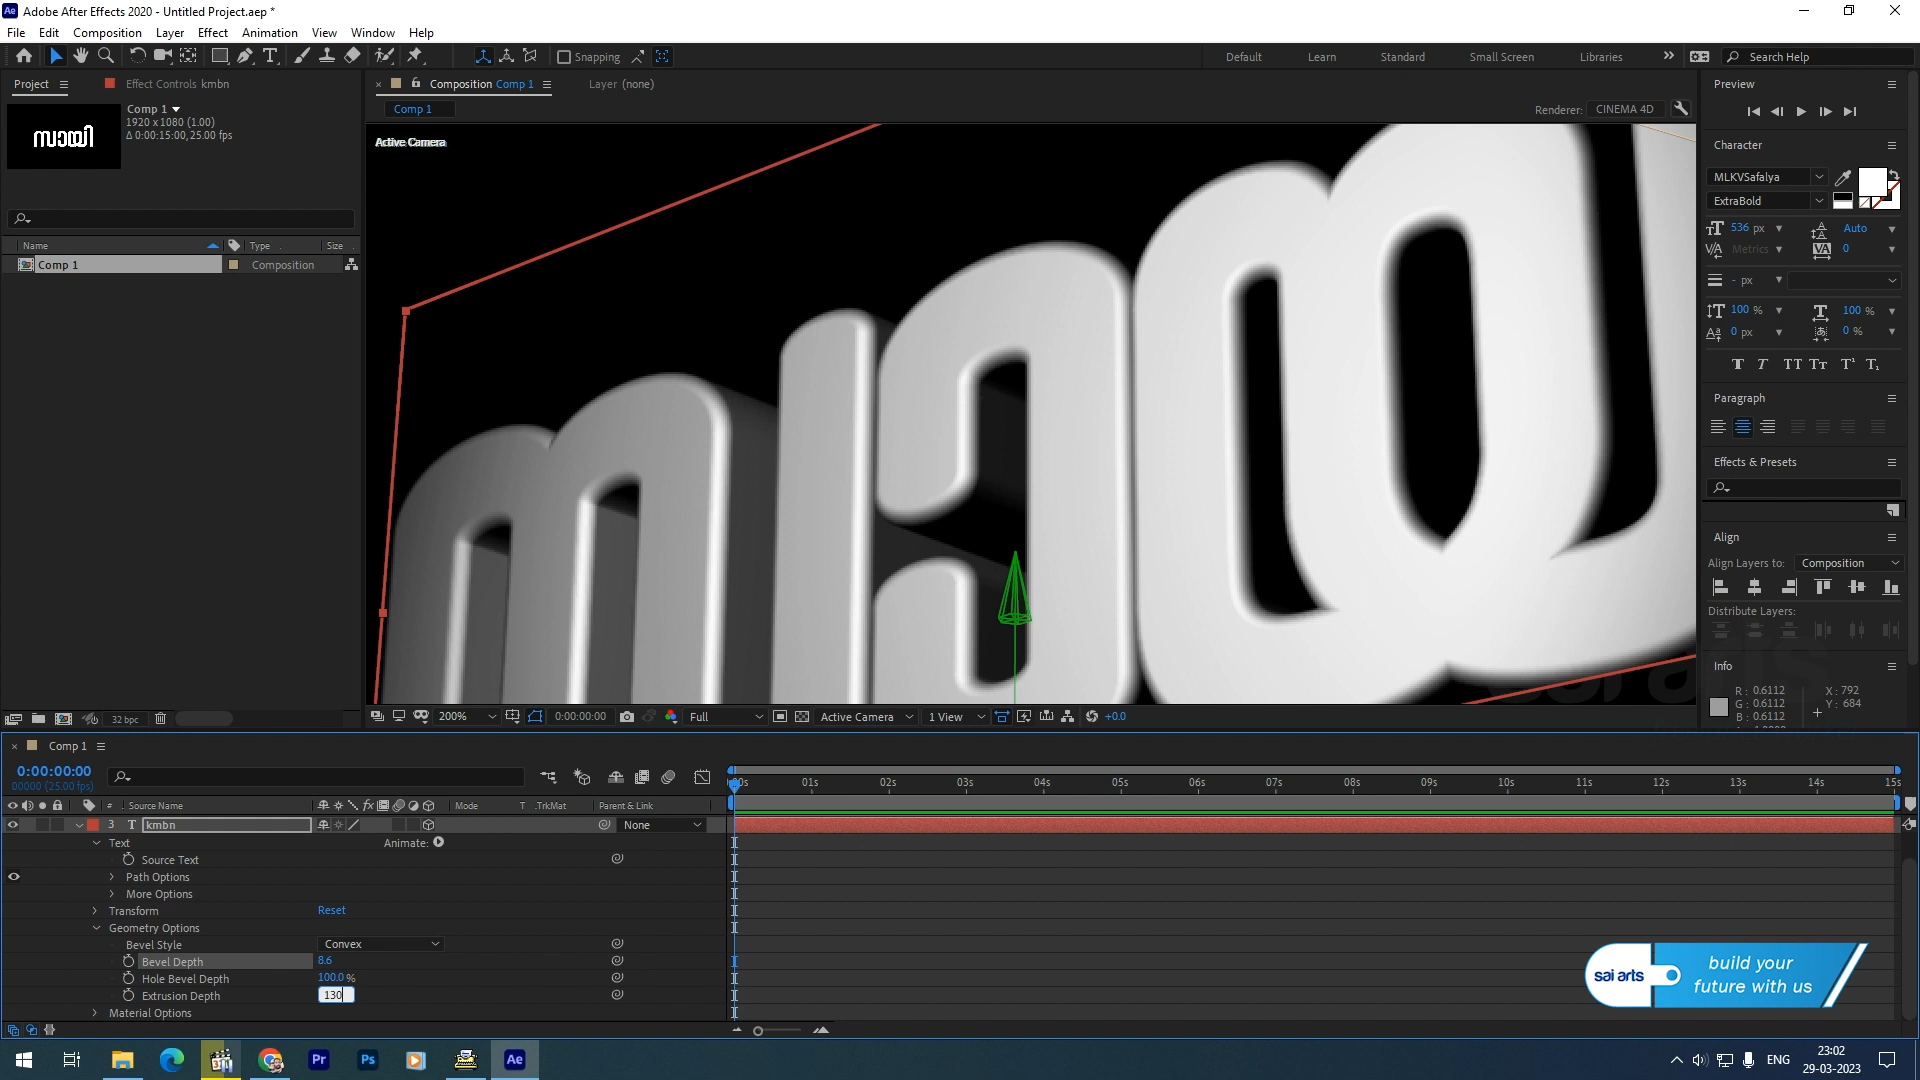 Adobe After Effects 2020 - Untitled Project.aep *
File Edit Composition Layer Effect Animation View Window Help
Snapping
Default Learn Standard Small Screen Libraries Search Help
Project Effect Controls kmbn
Composition Comp 1 Layer (none)
Comp 1
1920 x 1080 (1.00)
Δ 0:00:15:00, 25.00 fps
സായി
Comp 1
Renderer: CINEMA 4D
Active Camera
Name Type Size
Comp 1 Composition
32 bpc
200% 0:00:00:00 Full Active Camera 1 View +0.0
Preview
Character
MLKVSafalya
ExtraBold
536 px Auto
Metrics 0
- px
100 % 100 %
0 px 0 %
T T TT Tt T¹ T₁
Paragraph
Effects & Presets
Align
Align Layers to: Composition
Distribute Layers:
Info
R: 0.6112 X: 792
G: 0.6112 Y: 684
B: 0.6112
Comp 1
0:00:00:00
00000 (25.00 fps)
01s 02s 03s 04s 05s 06s 07s 08s 09s 10s 11s 12s 13s 14s 15s
# Source Name Mode T .TrkMat Parent & Link
3 T kmbn None
Text Animate:
Source Text
Path Options
More Options
Transform Reset
Geometry Options
Bevel Style Convex
Bevel Depth 8.6
Hole Bevel Depth 100.0 %
Extrusion Depth 130
Material Options
sai arts
build your
future with us
Pr Ps Ae
ENG
23:02
29-03-2023